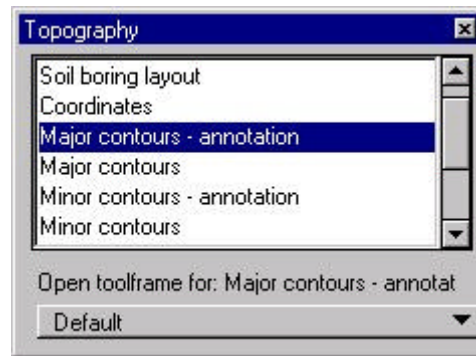 Topography
Soil boring layout
Coordinates
Major contours - annotation
Major contours
Minor contours - annotation
Minor contours
Open toolframe for: Major contours - annotat
Default